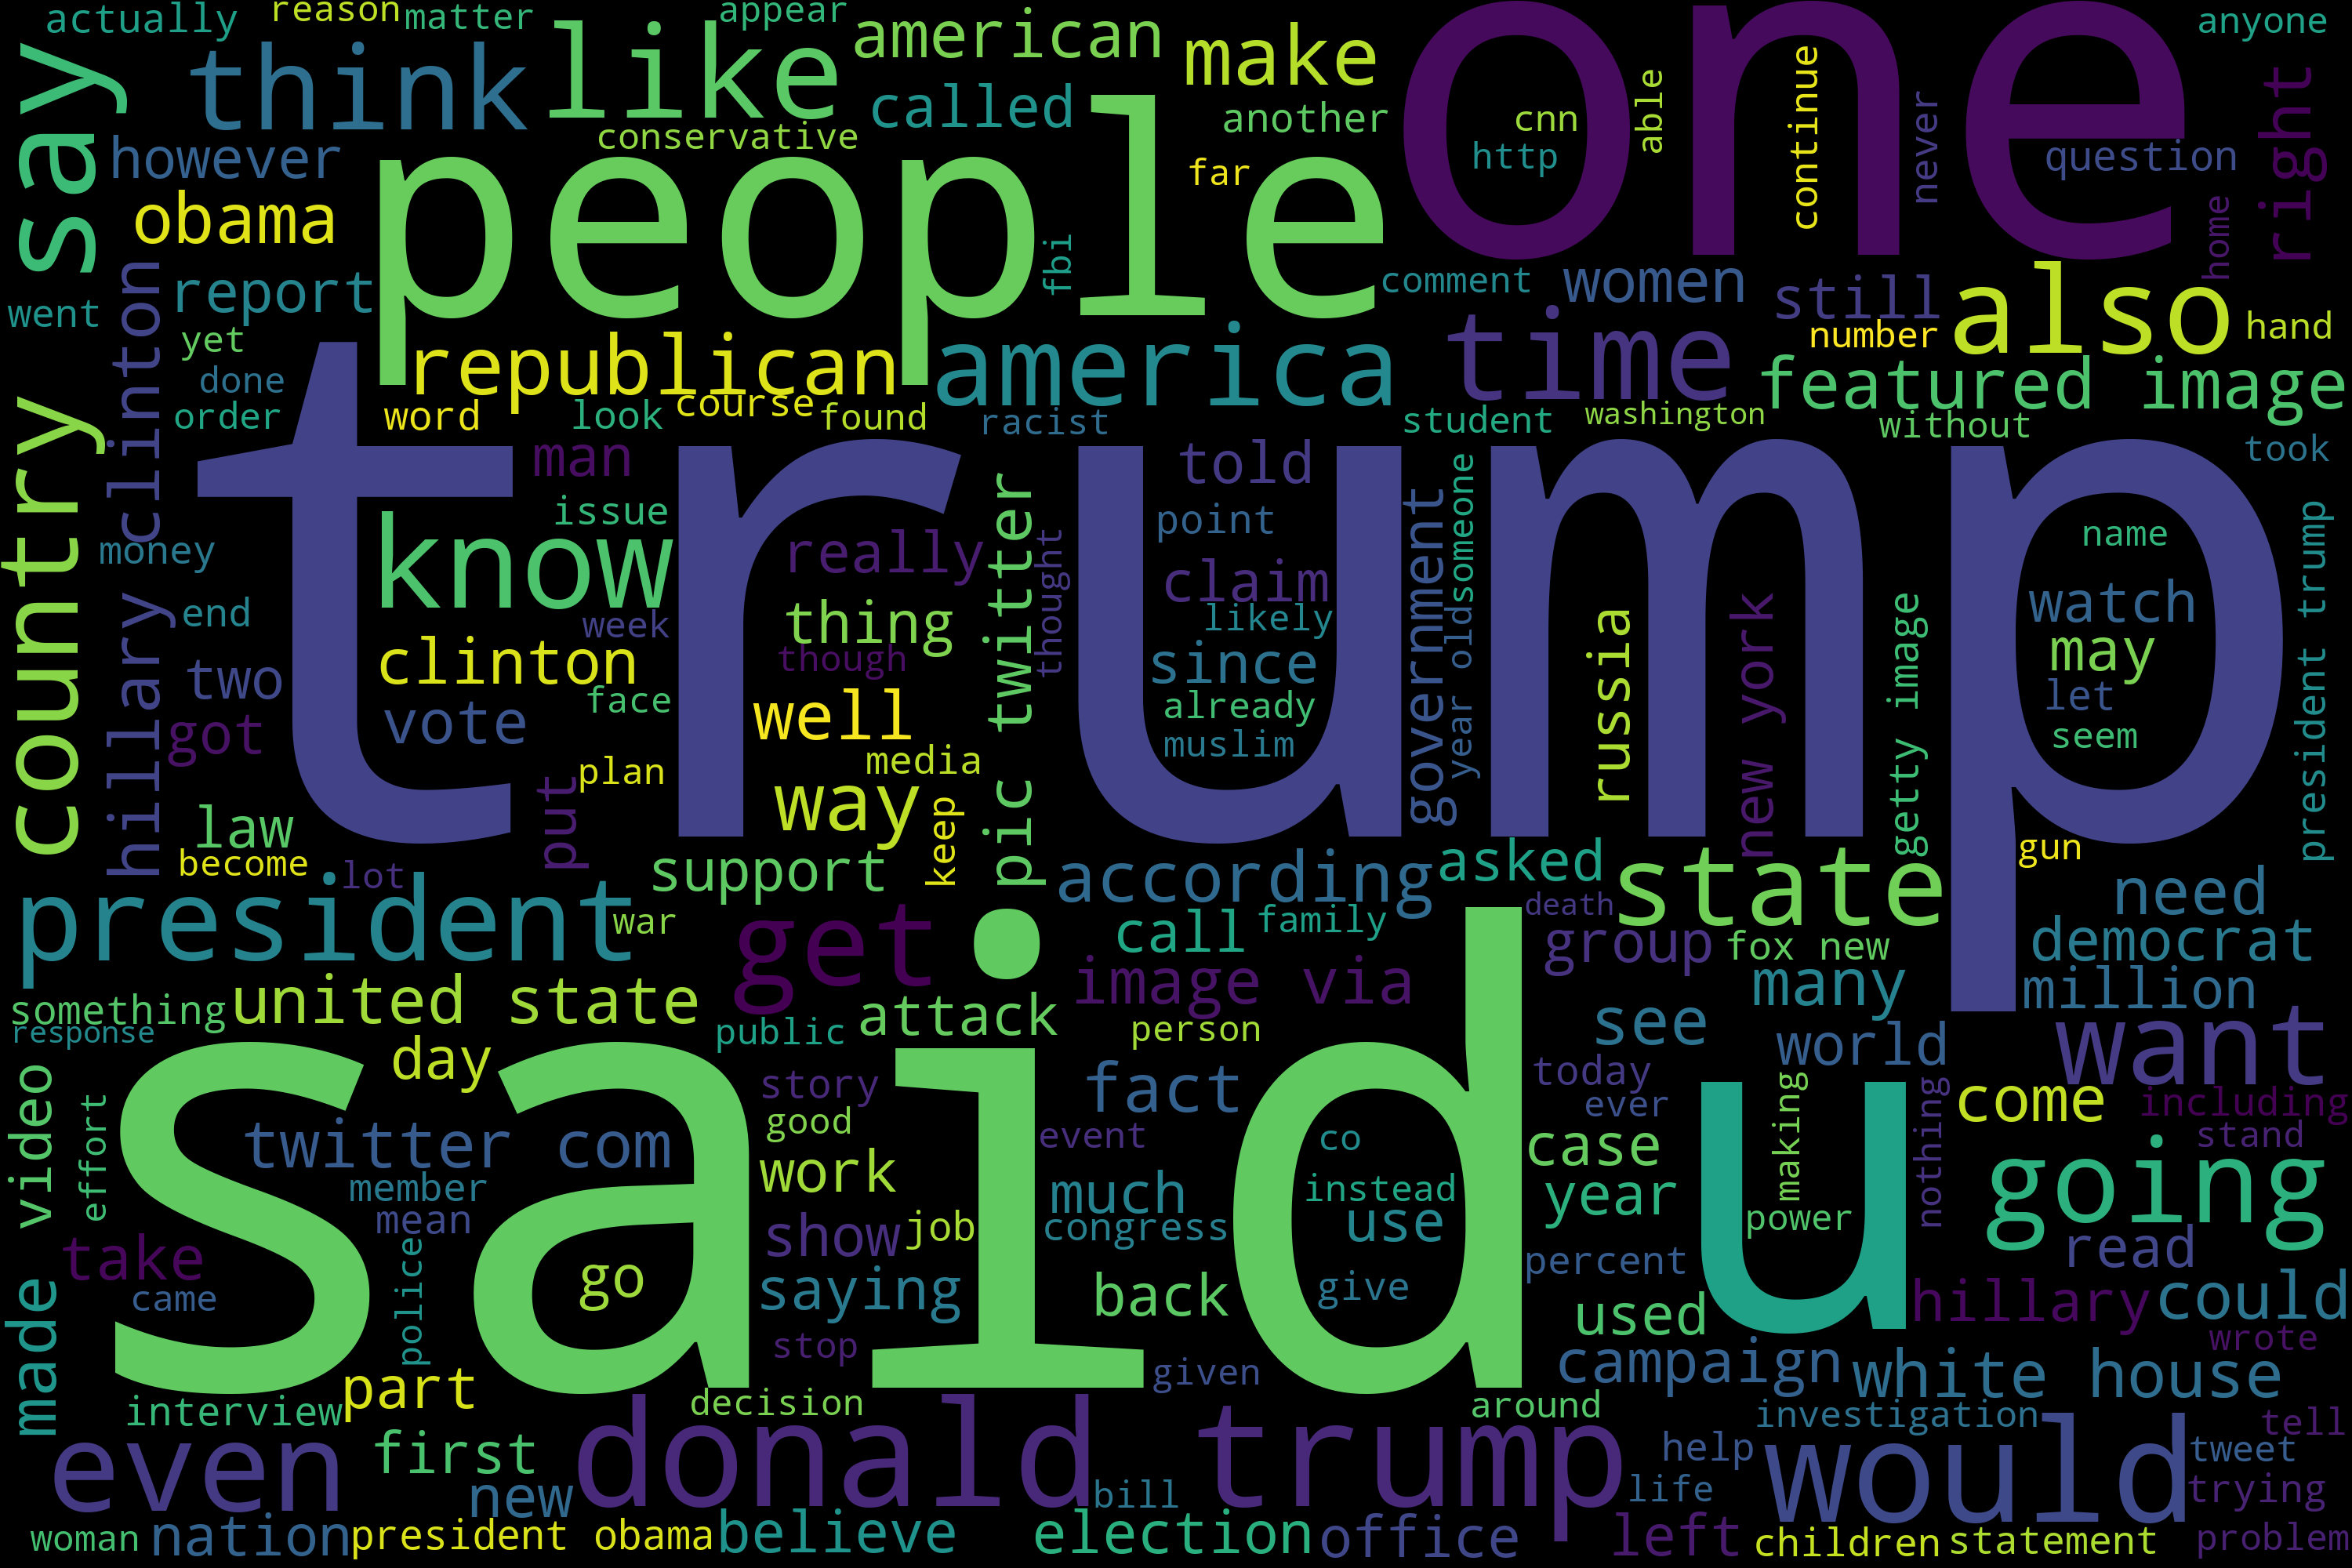 actually
reason
matter
appear
american
make
anyone
say
think
like
called
another
cnn
able
continue
never
question
right
conservative
one
however
people
far
http
obama
fbi
home
report
comment
women
still
also
went
number
hand
yet
republican
america
time
featured image
done
order
word
look
course
found
racist
student
washington
without
took
country
hillary clinton
trump
man
told
issue
know
really
pic twitter
thought
point
government
someone
name
president trump
money
claim
watch
end
week
thing
likely
year old
russia
new york
getty image
may
two
clinton
though
since
let
got
vote
face
well
already
seem
media
muslim
plan
put
way
keep
law
become
lot
support
according
asked
state
gun
president
war
get
call
family
death
group
fox new
need
democrat
something
united state
image via
many
million
response
public
attack
person
see
want
day
said
story
fact
today
world
made video
effort
good
ever
making
nothing
come
including
twitter com
event
co
case
stand
u
going
member
work
much
instead
year
mean
show
job
congress
use
power
read
take
police
go
saying
back
give
percent
came
used
hillary
could
stop
wrote
part
given
campaign
white house
interview
decision
around
investigation
tell
even
first
donald trump
help
would
tweet
new
bill
life
trying
woman
nation
president obama
believe
election
office
left
children
statement
problem